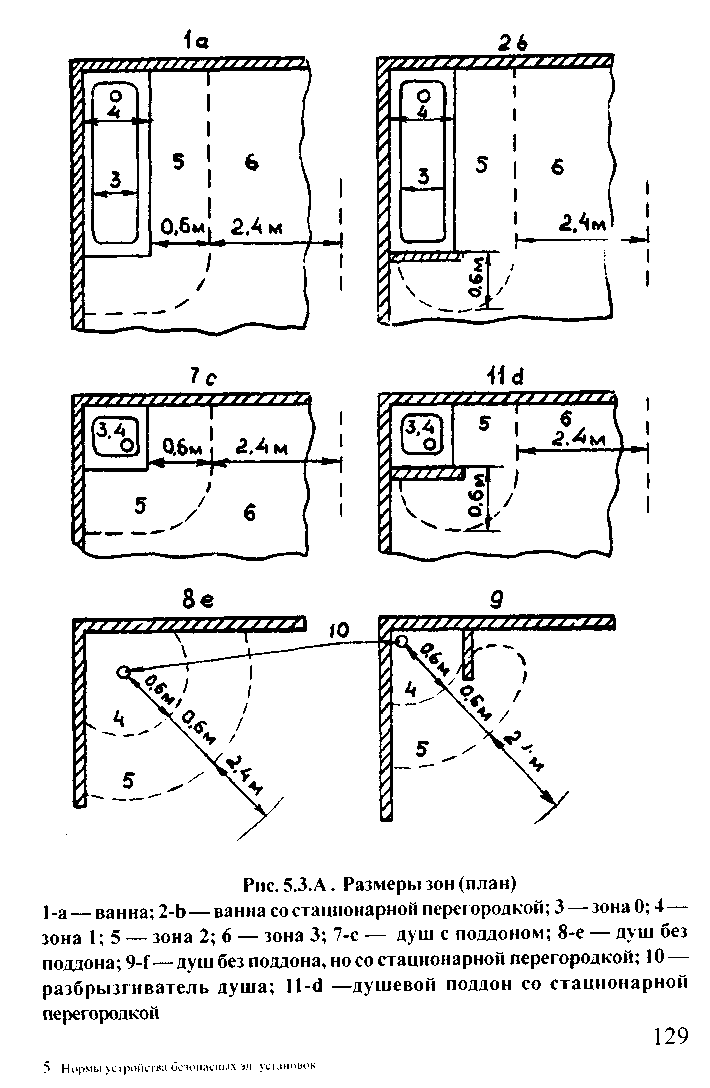 1a
2b
4
3
5
6
0,6м
2,4м
4
3
5
6
2,4м
0,6м
7c
11d
3,4
0,6м
2,4м
5
6
3,4
5
6
2.4м
0,6м
8e
9
10
0,6м
0,6м
2,4м
4
5
0,6м
0,6м
4
5
Рис. 5.3.А . Размеры зон (план)
1-a — ванна; 2-b — ванна со стационарной перегородкой; 3 — зона 0; 4 —
зона 1; 5 — зона 2; 6 — зона 3; 7-c — душ с поддоном; 8-e — душ без
поддона; 9-f — душ без поддона, но со стационарной перегородкой; 10 —
разбрызгиватель душа; 11-d —душевой поддон со стационарной
перегородкой
129
5 Нормы устройства безопасных эл установок